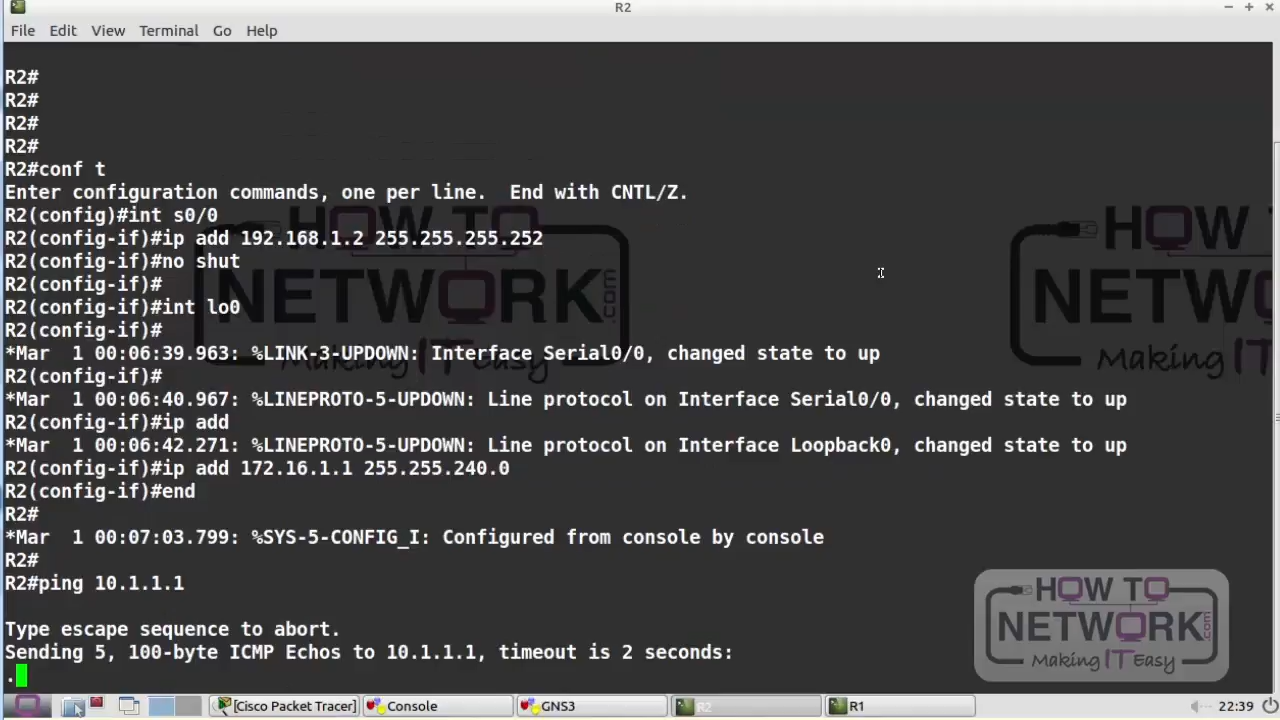 R2
File Edit View Terminal Go Help
R2#
R2#
R2#
R2#
R2#conf t
Enter configuration commands, one per line.  End with CNTL/Z.
R2(config)#int s0/0
R2(config-if)#ip add 192.168.1.2 255.255.255.252
R2(config-if)#no shut
R2(config-if)#
R2(config-if)#int lo0
R2(config-if)#
*Mar  1 00:06:39.963: %LINK-3-UPDOWN: Interface Serial0/0, changed state to up
R2(config-if)#
*Mar  1 00:06:40.967: %LINEPROTO-5-UPDOWN: Line protocol on Interface Serial0/0, changed state to up
R2(config-if)#ip add
*Mar  1 00:06:42.271: %LINEPROTO-5-UPDOWN: Line protocol on Interface Loopback0, changed state to up
R2(config-if)#ip add 172.16.1.1 255.255.240.0
R2(config-if)#end
R2#
*Mar  1 00:07:03.799: %SYS-5-CONFIG_I: Configured from console by console
R2#
R2#ping 10.1.1.1
Type escape sequence to abort.
Sending 5, 100-byte ICMP Echos to 10.1.1.1, timeout is 2 seconds:
.
HOW TO
NETWORK.com
Making IT Easy
HOW TO
NETWORK
Making IT
HOW TO
NETWORK.com
Making IT Easy
[Cisco Packet Tracer] Console GNS3 R2 R1 22:39